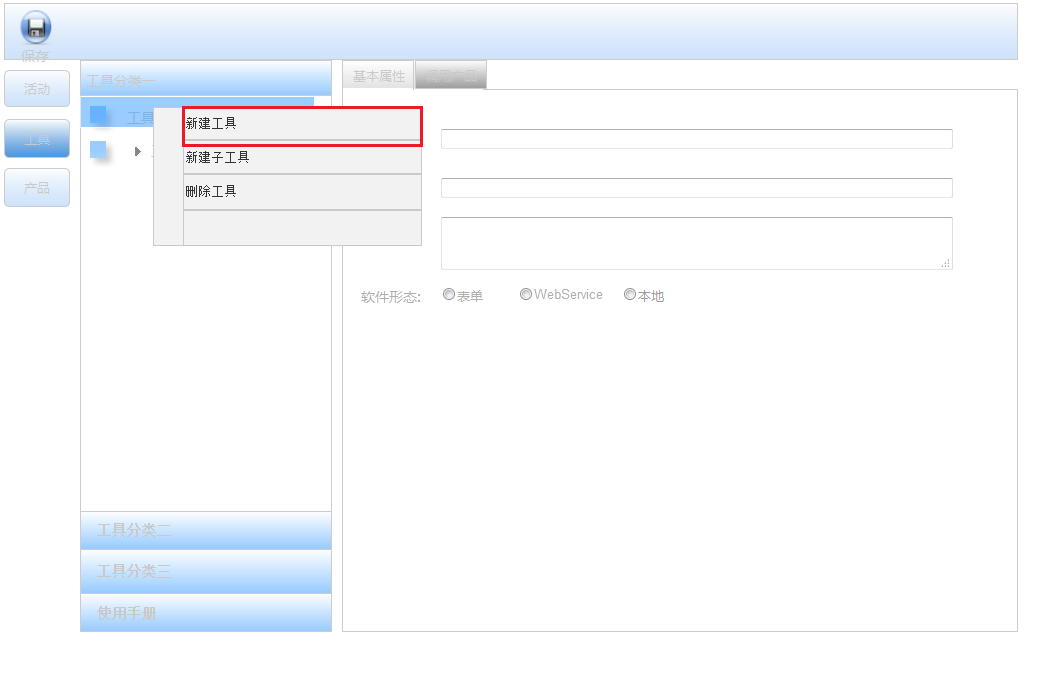 保存
活动
工具
产品
工具分类一
工具
新建工具
新建子工具
删除工具
工具分类二
工具分类三
使用手册
基本属性
软件形态: 表单 WebService 本地